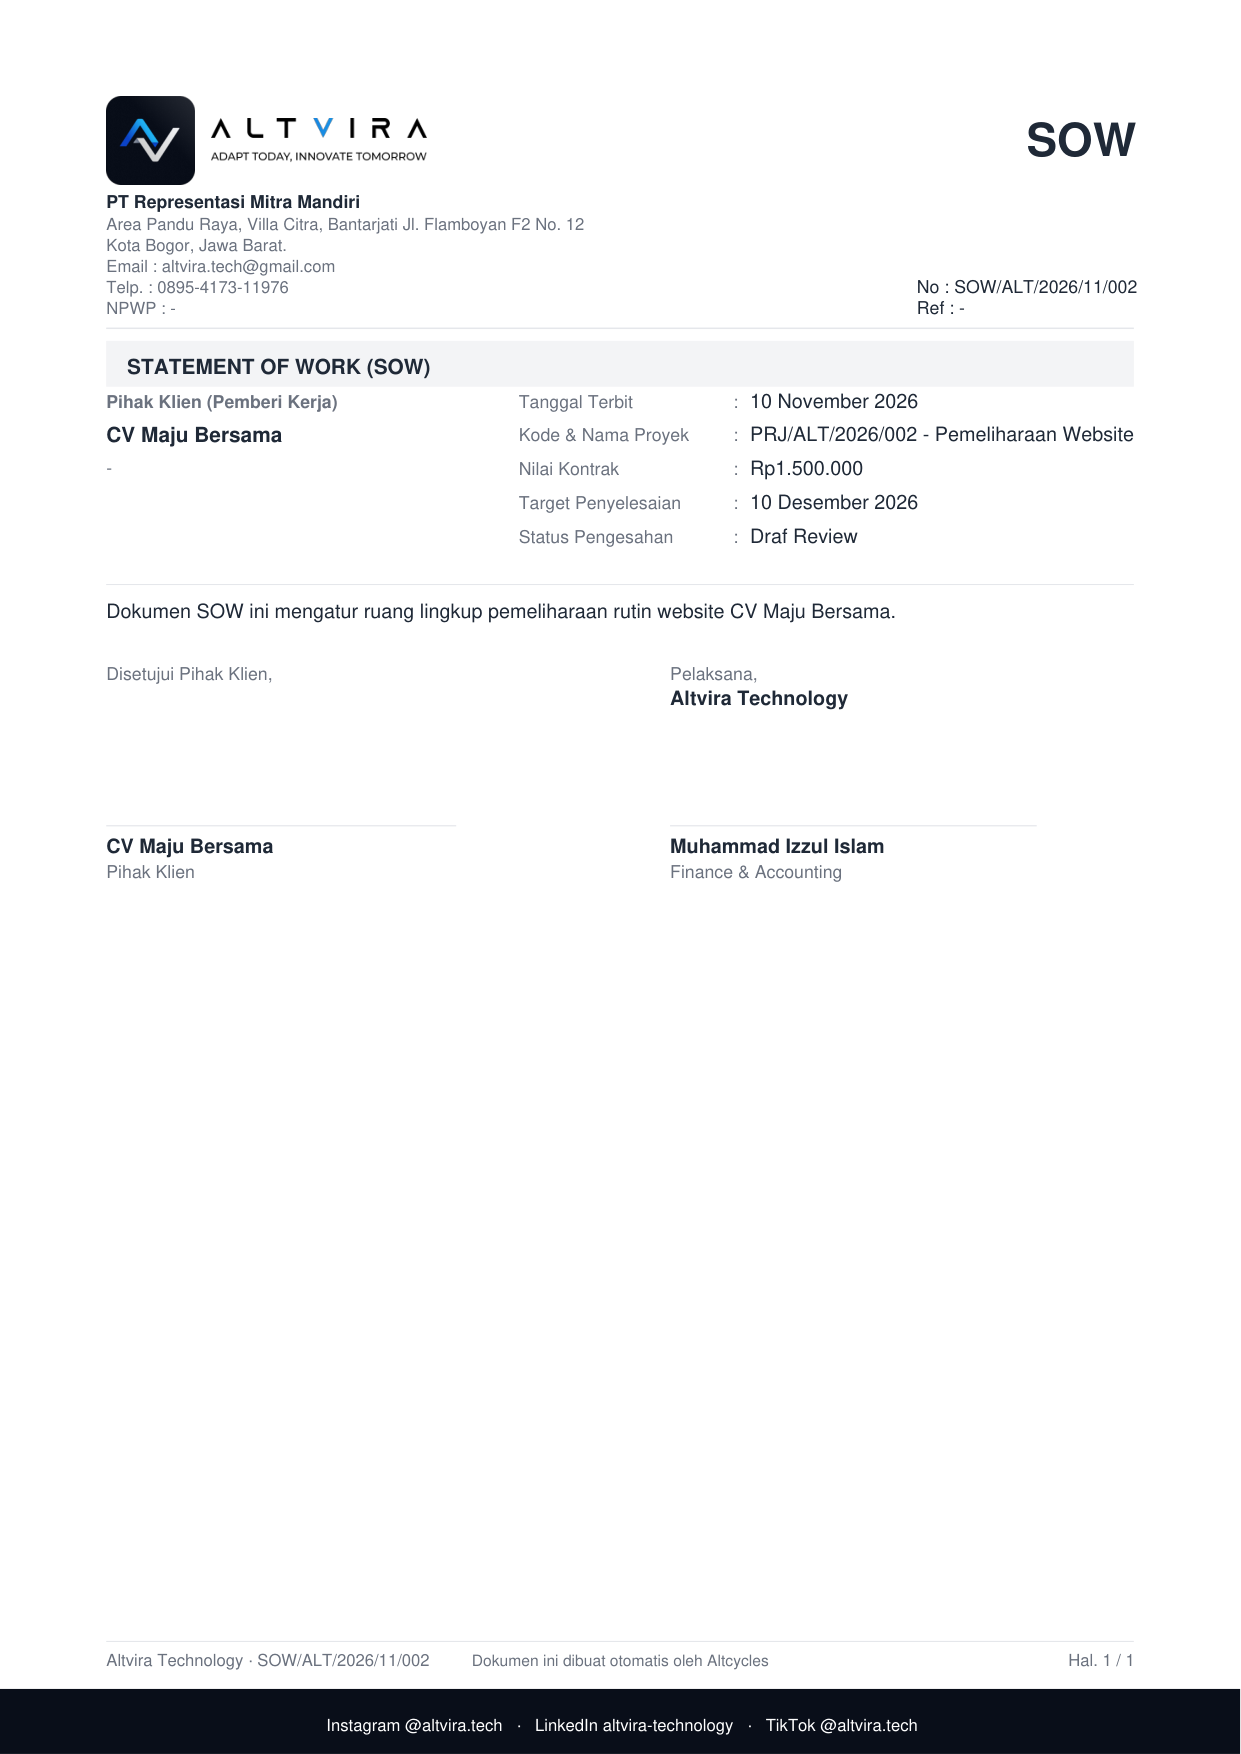 ALTVIRA
ADAPT TODAY, INNOVATE TOMORROW
SOW
PT Representasi Mitra Mandiri
Area Pandu Raya, Villa Citra, Bantarjati Jl. Flamboyan F2 No. 12
Kota Bogor, Jawa Barat.
Email : altvira.tech@gmail.com
Telp. : 0895-4173-11976
NPWP : -
No : SOW/ALT/2026/11/002
Ref : -
STATEMENT OF WORK (SOW)
Pihak Klien (Pemberi Kerja)
CV Maju Bersama
-
Tanggal Terbit : 10 November 2026
Kode & Nama Proyek : PRJ/ALT/2026/002 - Pemeliharaan Website
Nilai Kontrak : Rp1.500.000
Target Penyelesaian : 10 Desember 2026
Status Pengesahan : Draf Review
Dokumen SOW ini mengatur ruang lingkup pemeliharaan rutin website CV Maju Bersama.
Disetujui Pihak Klien,
CV Maju Bersama
Pihak Klien
Pelaksana,
Altvira Technology
Muhammad Izzul Islam
Finance & Accounting
Altvira Technology · SOW/ALT/2026/11/002 Dokumen ini dibuat otomatis oleh Altcycles Hal. 1 / 1
Instagram @altvira.tech · LinkedIn altvira-technology · TikTok @altvira.tech